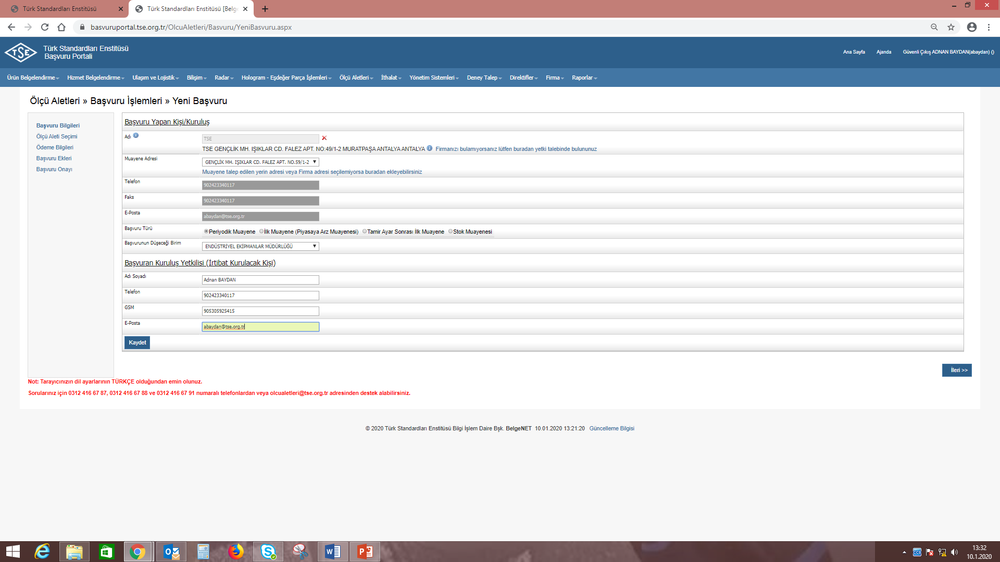 Türk Standardları Enstitüsü
Türk Standardları Enstitüsü [Belg
basvuruportal.tse.org.tr/OlcuAletleri/Basvuru/YeniBasvuru.aspx
TSE
Türk Standardları Enstitüsü
Başvuru Portali
Ana Sayfa Ajanda Güvenli Çıkış ADNAN BAYDAN(abaydan) ()
Ürün Belgelendirme Hizmet Belgelendirme Ulaşım ve Lojistik Bilişim Radar Hologram - Eşdeğer Parça İşlemleri Ölçü Aletleri İthalat Yönetim Sistemleri Deney Talep Direktifler Firma Raporlar
Ölçü Aletleri » Başvuru İşlemleri » Yeni Başvuru
Başvuru Bilgileri
Ölçü Aleti Seçimi
Ödeme Bilgileri
Başvuru Ekleri
Başvuru Onayı
Başvuru Yapan Kişi/Kuruluş
Adı TSE
TSE GENÇLİK MH. IŞIKLAR CD. FALEZ APT. NO:49/1-2 MURATPAŞA ANTALYA ANTALYA Firmanızı bulamıyorsanız lütfen buradan yetki talebinde bulununuz
Muayene Adresi GENÇLİK MH. IŞIKLAR CD. FALEZ APT. NO.59/1-2
Muayene talep edilen yerin adresi veya Firma adresi seçilemiyorsa buradan ekleyebilirsiniz
Telefon 902423340117
Faks 902423340117
E-Posta abaydan@tse.org.tr
Başvuru Türü Periyodik Muayene İlk Muayene (Piyasaya Arz Muayenesi) Tamir Ayar Sonrası İlk Muayene Stok Muayenesi
Başvurunun Düşeceği Birim ENDÜSTRİYEL EKİPMANLAR MÜDÜRLÜĞÜ
Başvuran Kuruluş Yetkilisi (İrtibat Kurulacak Kişi)
Adı Soyadı Adnan BAYDAN
Telefon 902423340117
GSM 905305925415
E-Posta abaydan@tse.org.tr
Kaydet
İleri >>
Not: Tarayıcınızın dil ayarlarının TÜRKÇE olduğundan emin olunuz.
Sorularınız için 0312 416 67 87, 0312 416 67 88 ve 0312 416 67 91 numaralı telefonlardan veya olcualetleri@tse.org.tr adresinden destek alabilirsiniz.
© 2020 Türk Standardları Enstitüsü Bilgi İşlem Daire Bşk. BelgeNET 10.01.2020 13:21:20 Güncelleme Bilgisi
13:32
10.1.2020